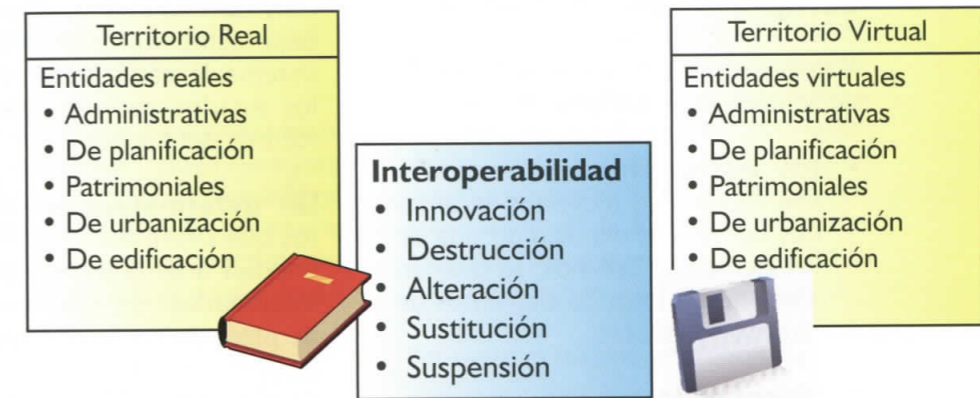 Territorio Real
Entidades reales
• Administrativas
• De planificación
• Patrimoniales
• De urbanización
• De edificación
Interoperabilidad
• Innovación
• Destrucción
• Alteración
• Sustitución
• Suspensión
Territorio Virtual
Entidades virtuales
• Administrativas
• De planificación
• Patrimoniales
• De urbanización
• De edificación